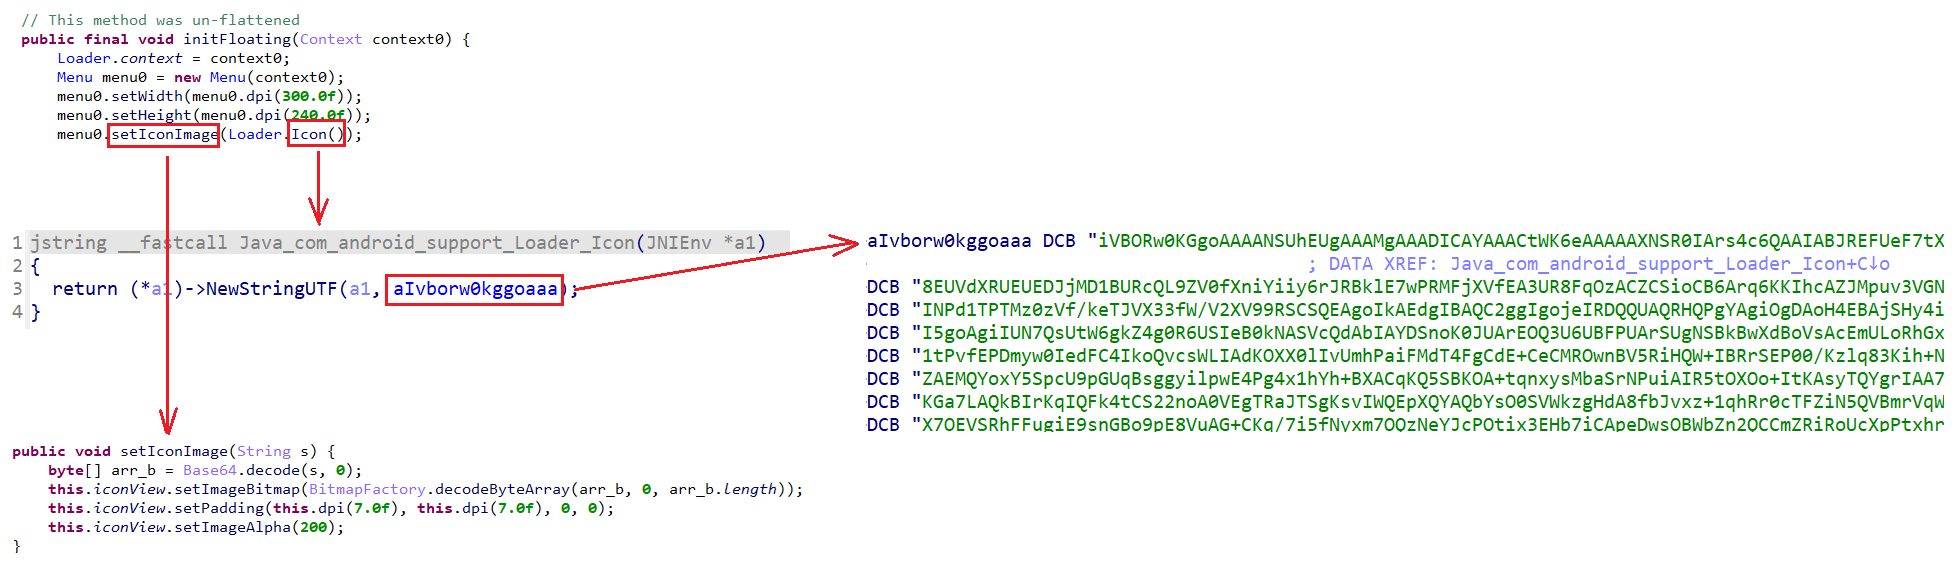 // This method was un-flattened
public final void initFloating(Context context0) {
Loader.context = context0;
Menu menu0 = new Menu(context0);
menu0.setWidth(menu0.dpi(300.0f));
menu0.setHeight(menu0.dpi(240.0f));
menu0.setIconImage(Loader.Icon());
1 jstring __fastcall Java_com_android_support_Loader_Icon(JNIEnv *a1)
2 {
3 return (*a1)->NewStringUTF(a1, aIvborw0kggoaaa);
4 }
aIvborw0kggoaaa DCB "iVBORw0KGgoAAAANSUhEUgAAAMgAAADICAYAAACtWK6eAAAAAXNSR0IArs4c6QAAIABJREFUeF7tX
; DATA XREF: Java_com_android_support_Loader_Icon+C↓o
DCB "8EUVdXRUEUEDJjMD1BURcQL9ZV0fXniYiiy6rJRBklE7wPRMFjXVfEA3UR8FqOzACZCSioCB6Arq6KKIhcAZJMpuv3VGN
DCB "INPd1TPTMz0zVf/keTJVX33fW/V2XV99RSCSQEAgoIkAEdgIBAQC2ggIgojeIRDQQUAQRHQPgYAgiOgDAoH4EBAjSHy4i
DCB "I5goAgiIUN7QsUtW6gkZ4g0R6USIeB0kNASVcQdAbIAYDSnoK0JUArEOQ3U6UBFPUArSUgNSBkBwXdBoVsAcEmULoRhGx
DCB "1tPvfEPDmyw0IedFC4IkoQvcsWLIAdKOXX0lIvUmhPaiFMdT4FgCdE+CeCMROwnBV5RiHQW+IBRrSEP00/Kzlq83Kih+N
DCB "ZAEMQYoxY5SpcU9pGUqBsggyilpwE4Pg4x1hYh+BXACqKQ5SBKOA+tqnxysMbaSrNPuiAIR5tOXOo+ItKAsyTQYgrIAA7
DCB "KGa7LAQkBIrKqIQFk4tCS22noA0VEgTRaJTSgKsvIWQEpXQYAQbYsO0SVWkzgHdA8fbJvxz+1qhRr0cTFZiN5QVBmrVqW
DCB "X7OEVSRhFFugiE9snGBo9pE8VuAG+CKq/7i5fNvxm7OQzNeYJcPOtix3EHb7iCApeDwsOBWbZn2QCCmZRiRoUcXpPtxhr
public void setIconImage(String s) {
byte[] arr_b = Base64.decode(s, 0);
this.iconView.setImageBitmap(BitmapFactory.decodeByteArray(arr_b, 0, arr_b.length));
this.iconView.setPadding(this.dpi(7.0f), this.dpi(7.0f), 0, 0);
this.iconView.setImageAlpha(200);
}